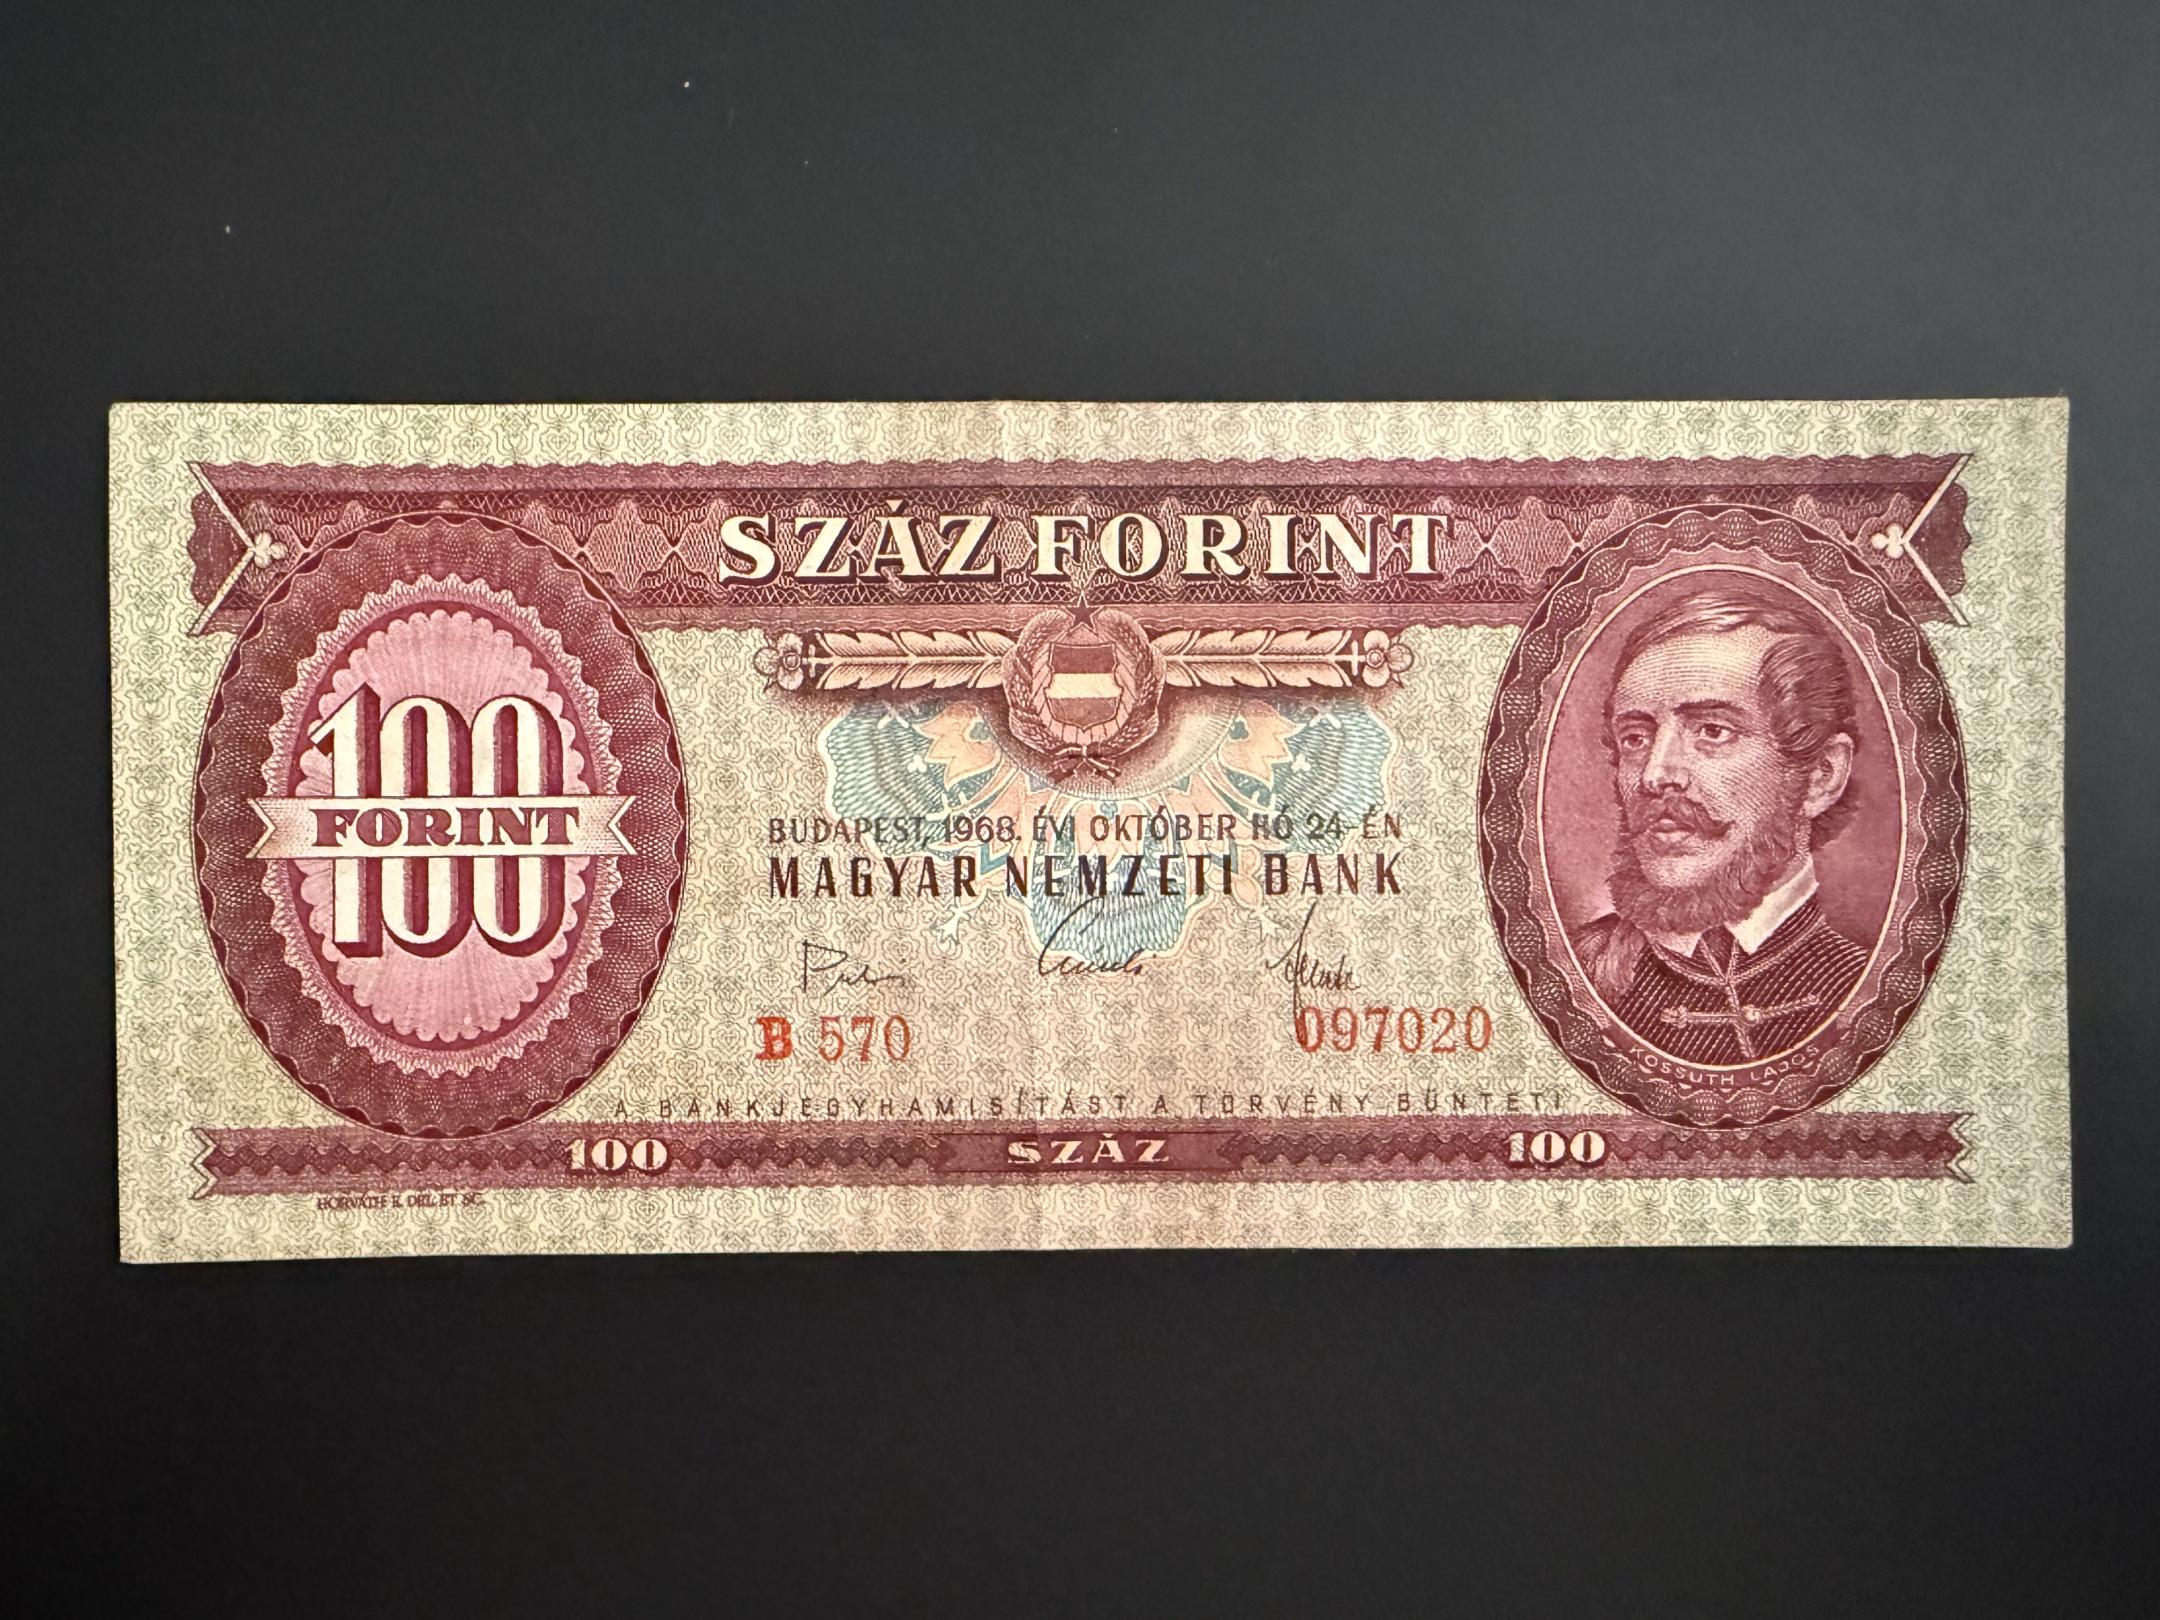 SZÁZ FORINT
100
FORINT
BUDAPEST, 1968. ÉVI OKTÓBER HÓ 24-ÉN
MAGYAR NEMZETI BANK
B 570 097020
KOSSUTH LAJOS
A BANKJEGYHAMISÍTÁST A TÖRVÉNY BÜNTETI
100 SZÁZ 100
HORVÁTH E. DEL. ET SC.